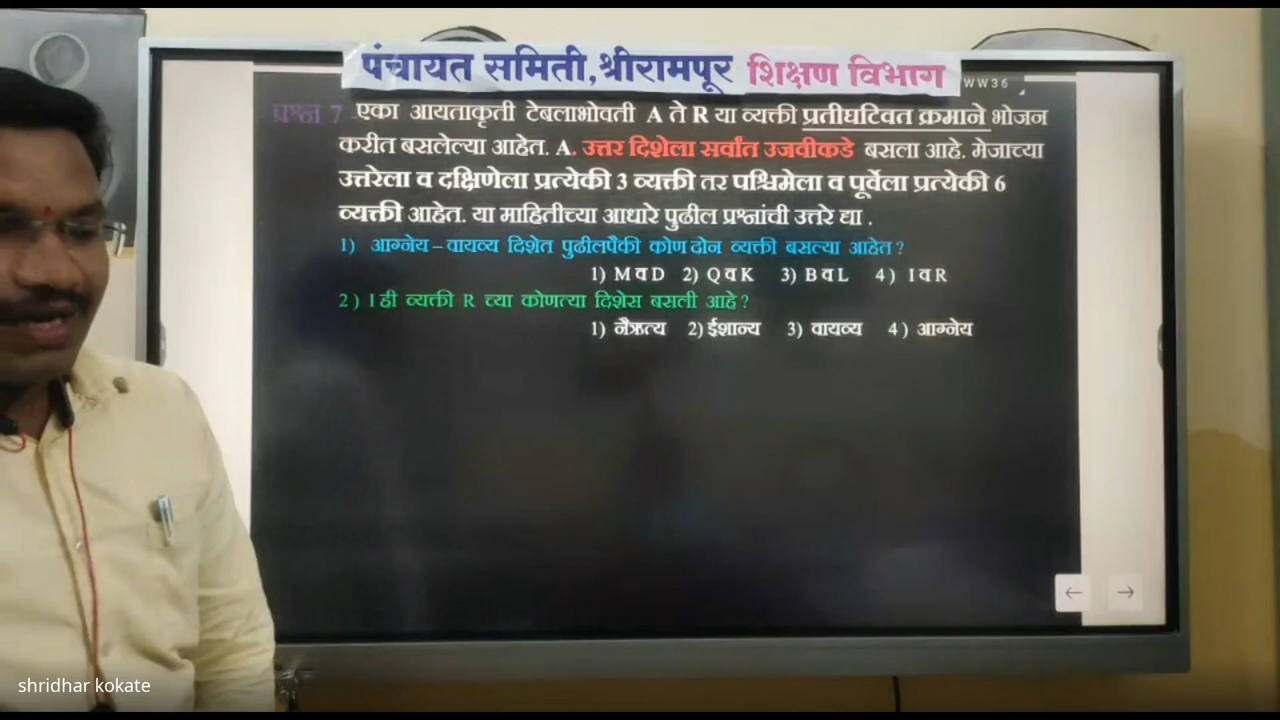 पंचायत समिती,श्रीरामपूर शिक्षण विभाग
WW36
प्रश्न 7 एका आयताकृती टेबलाभोवती A ते R या व्यक्ती प्रतीघटिवत क्रमाने भोजन
करीत बसलेल्या आहेत. A. उत्तर दिशेला सर्वांत उजवीकडे बसला आहे. मेजाच्या
उत्तरेला व दक्षिणेला प्रत्येकी 3 व्यक्ती तर पश्चिमेला व पूर्वेला प्रत्येकी 6
व्यक्ती आहेत. या माहितीच्या आधारे पुढील प्रश्नांची उत्तरे द्या .
1) आग्नेय – वायव्य दिशेत पुढीलपैकी कोण दोन व्यक्ती बसल्या आहेत ?
1) M व D 2) Q व K 3) B व L 4) I व R
2) I ही व्यक्ती R च्या कोणत्या दिशेस बसली आहे ?
1) नैऋत्य 2) ईशान्य 3) वायव्य 4) आग्नेय
shridhar kokate